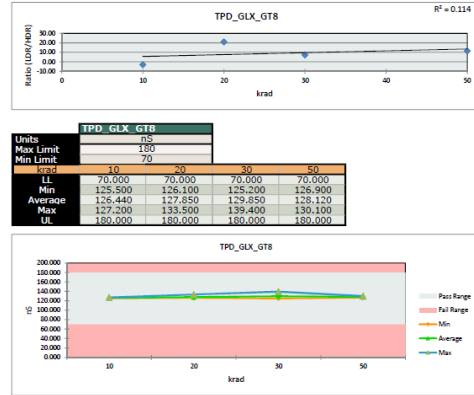 TPD_GLX_GT8
R² = 0.114
Ratio (LDR/HDR)
30.00
20.00
10.00
0.00
-10.00
0 10 20 30 40 50
krad
TPD_GLX_GT8
Units nS
Max Limit 180
Min Limit 70
krad 10 20 30 50
LL 70.000 70.000 70.000 70.000
Min 125.500 126.100 125.200 126.900
Average 126.440 127.850 129.850 128.120
Max 127.200 133.500 139.400 130.100
UL 180.000 180.000 180.000 180.000
TPD_GLX_GT8
nS
200.000
180.000
160.000
140.000
120.000
100.000
80.000
60.000
40.000
20.000
0.000
10 20 30 50
krad
Pass Range
Fail Range
Min
Average
Max